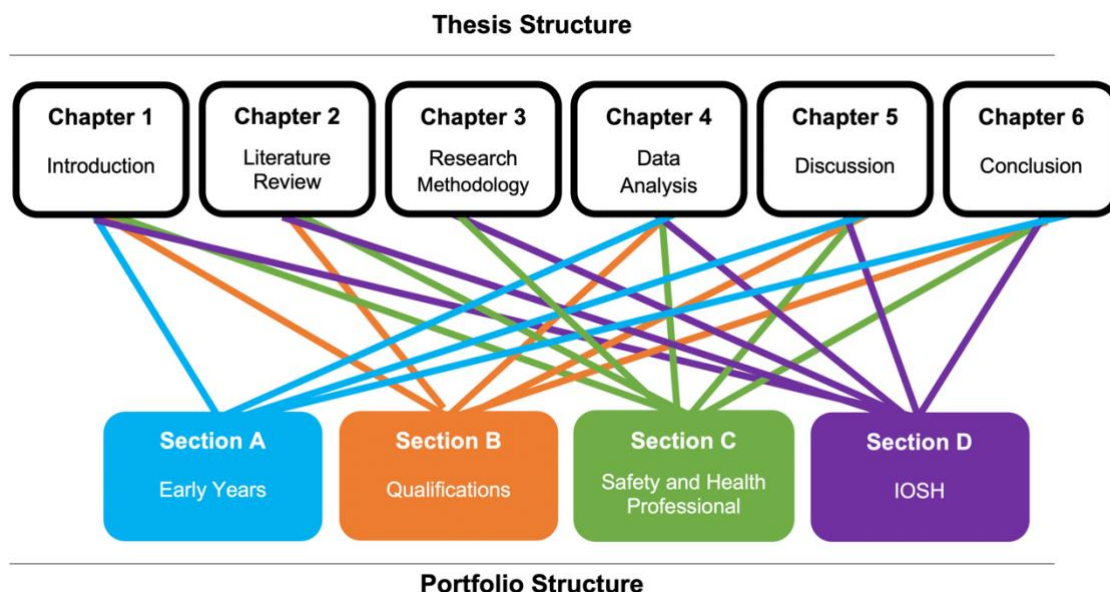 Thesis Structure
Chapter 1
Introduction
Chapter 2
Literature
Review
Chapter 3
Research
Methodology
Chapter 4
Data
Analysis
Chapter 5
Discussion
Chapter 6
Conclusion
Section A
Early Years
Section B
Qualifications
Section C
Safety and Health
Professional
Section D
IOSH
Portfolio Structure